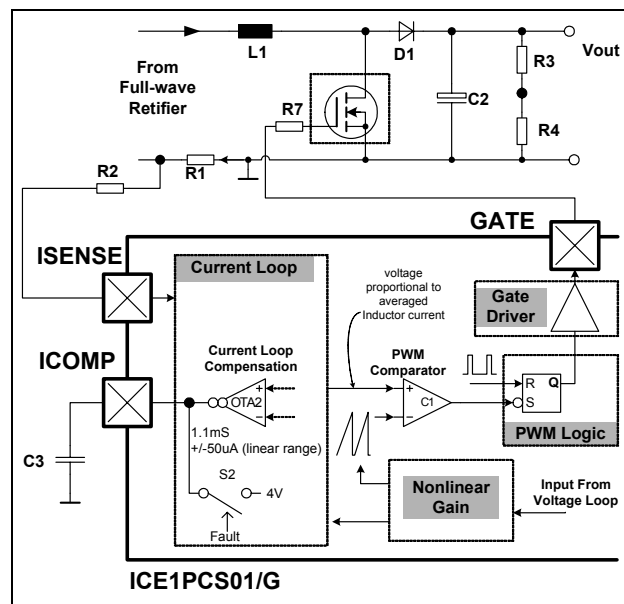 L1
D1
R3
Vout
From
Full-wave
Retifier
R7
C2
R4
R2
R1
GATE
ISENSE
Current Loop
voltage
proportional to
averaged
Inductor current
Gate
Driver
ICOMP
Current Loop
Compensation
PWM
Comparator
+
OTA2
−
+
C1
−
R
Q
S
PWM Logic
1.1mS
+/-50uA (linear range)
C3
S2
4V
Fault
Nonlinear
Gain
Input From
Voltage Loop
ICE1PCS01/G